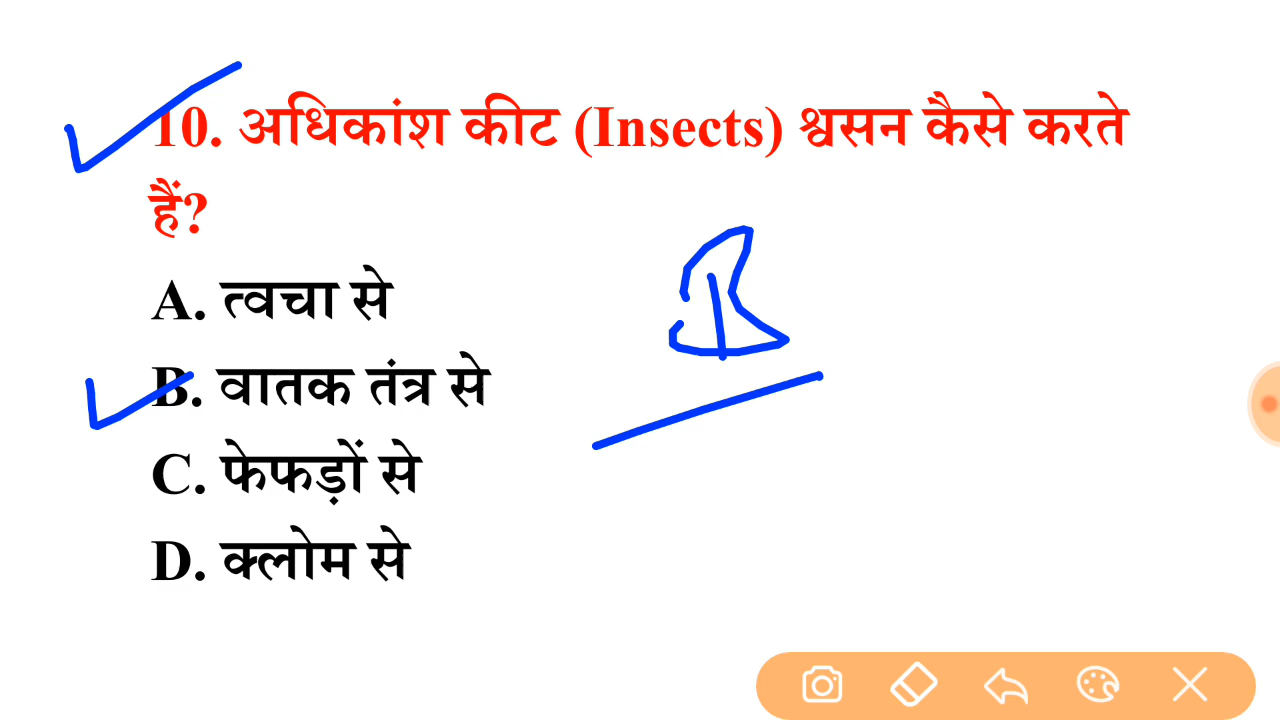 10. अधिकांश कीट (Insects) श्वसन कैसे करते
हैं?
A. त्वचा से
B. वातक तंत्र से
C. फेफड़ों से
D. क्लोम से